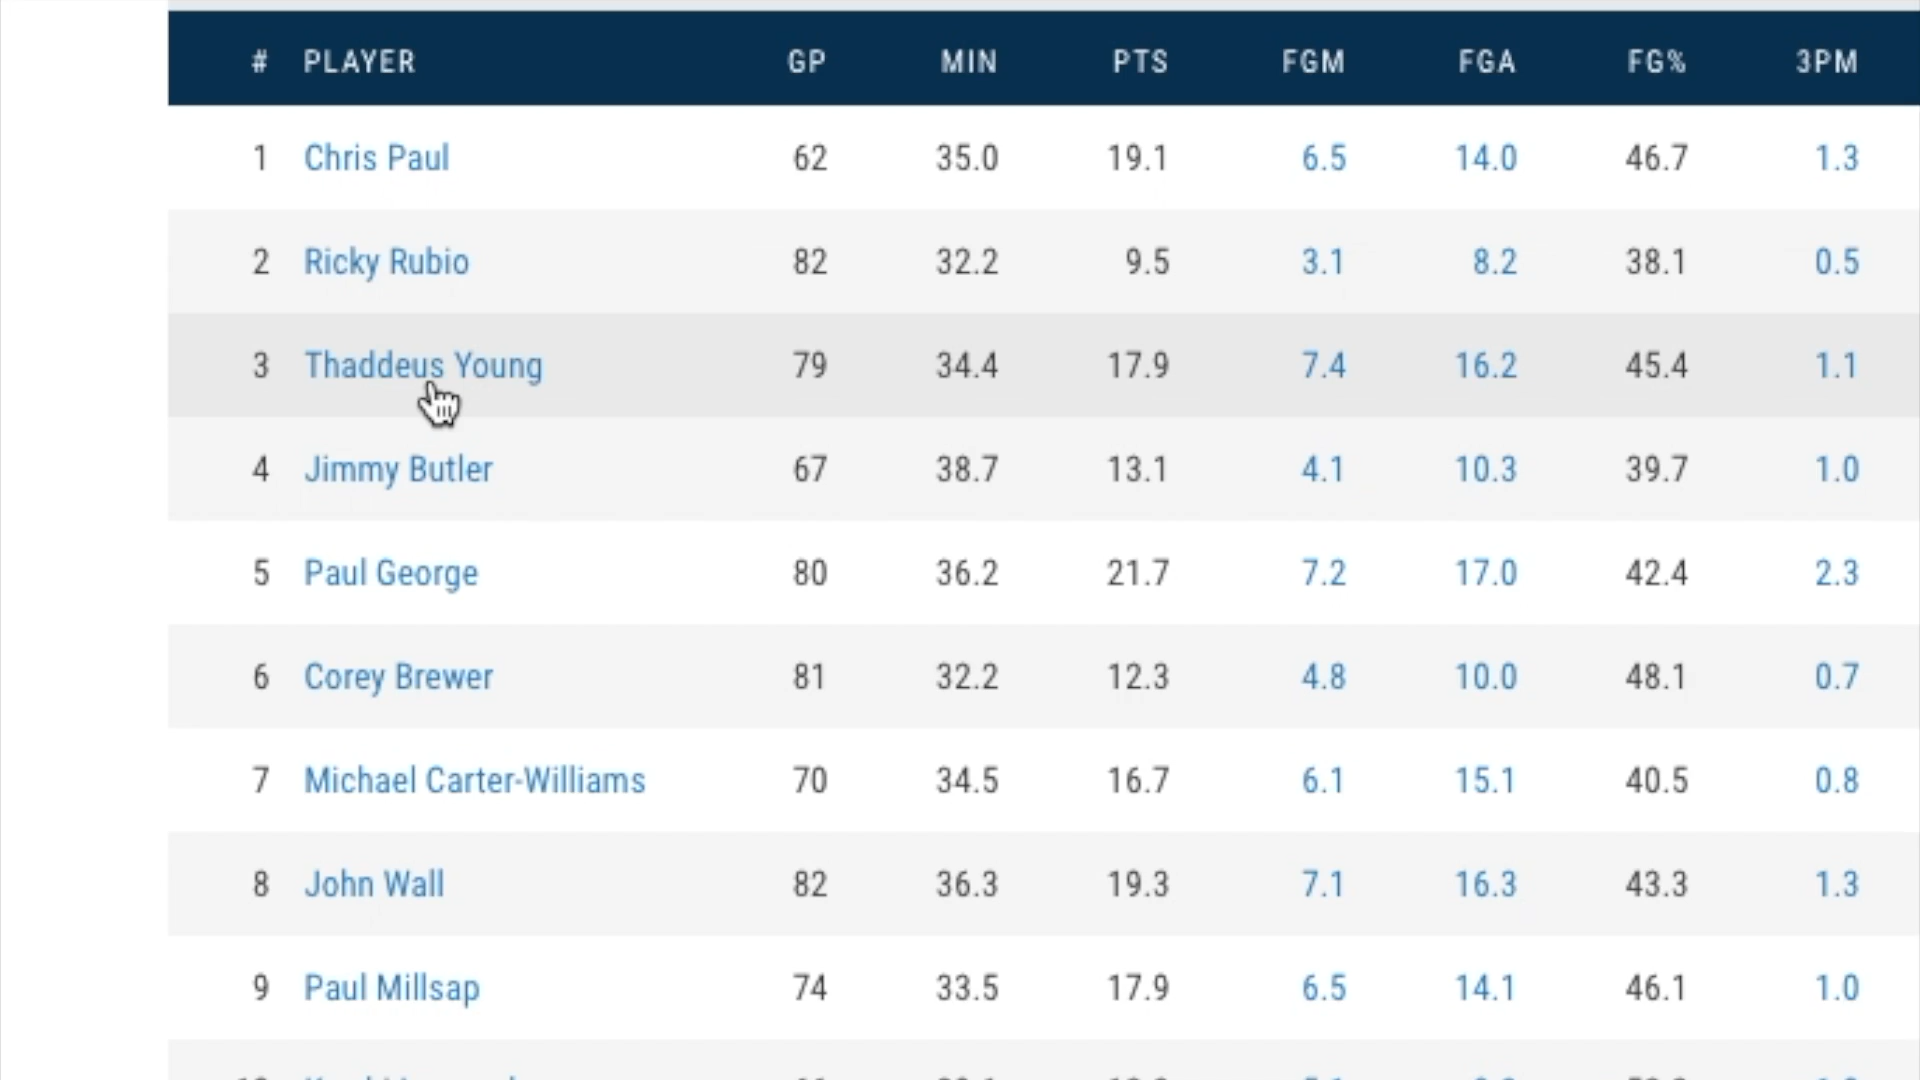 # PLAYER GP MIN PTS FGM FGA FG% 3PM
1 Chris Paul 62 35.0 19.1 6.5 14.0 46.7 1.3
2 Ricky Rubio 82 32.2 9.5 3.1 8.2 38.1 0.5
3 Thaddeus Young 79 34.4 17.9 7.4 16.2 45.4 1.1
4 Jimmy Butler 67 38.7 13.1 4.1 10.3 39.7 1.0
5 Paul George 80 36.2 21.7 7.2 17.0 42.4 2.3
6 Corey Brewer 81 32.2 12.3 4.8 10.0 48.1 0.7
7 Michael Carter-Williams 70 34.5 16.7 6.1 15.1 40.5 0.8
8 John Wall 82 36.3 19.3 7.1 16.3 43.3 1.3
9 Paul Millsap 74 33.5 17.9 6.5 14.1 46.1 1.0